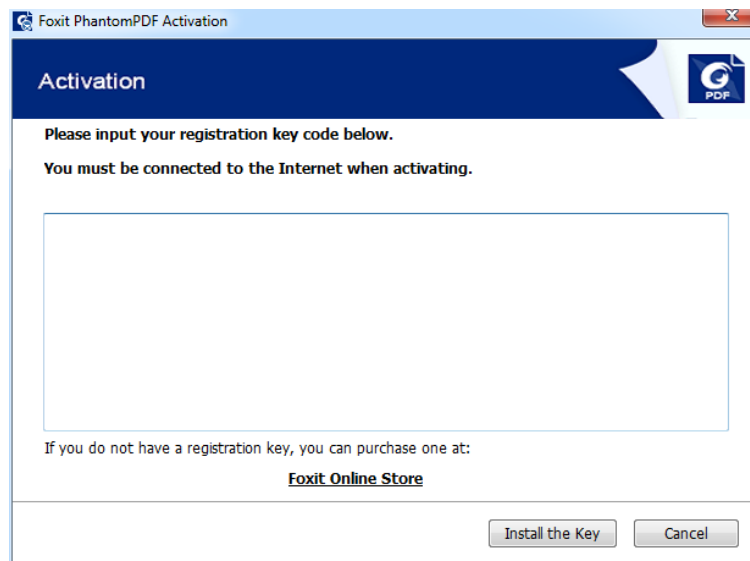 Foxit PhantomPDF Activation
Activation
PDF
Please input your registration key code below.
You must be connected to the Internet when activating.
If you do not have a registration key, you can purchase one at:
Foxit Online Store
Install the Key
Cancel